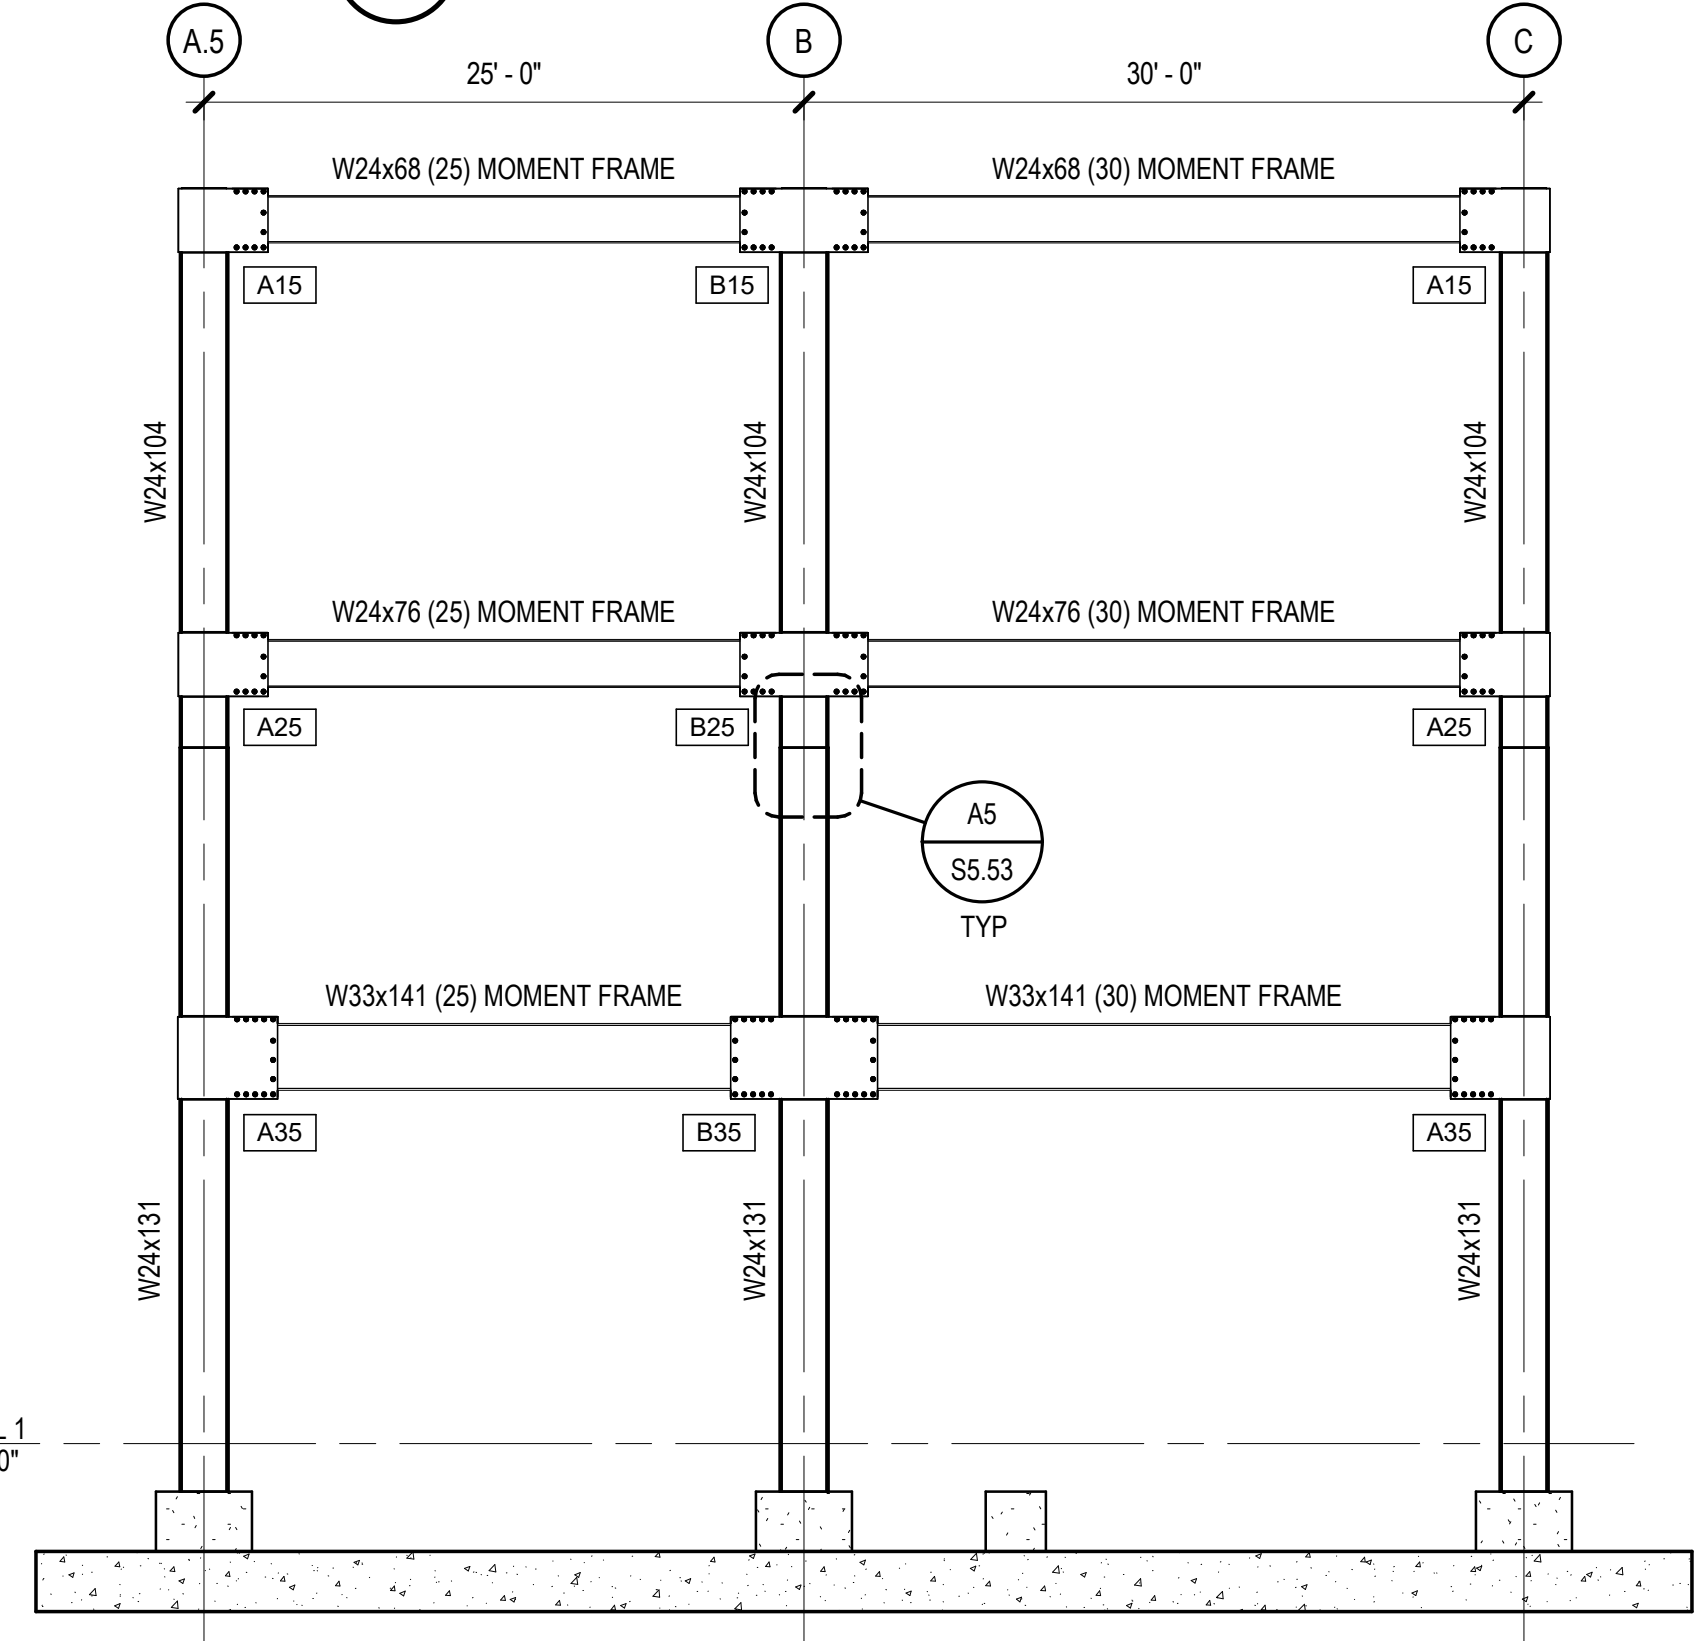 A.5
B
C
25' - 0"
30' - 0"
W24x68 (25) MOMENT FRAME
W24x68 (30) MOMENT FRAME
A15
B15
A15
W24x104
W24x104
W24x104
W24x76 (25) MOMENT FRAME
W24x76 (30) MOMENT FRAME
A25
B25
A25
A5
S5.53
TYP
W33x141 (25) MOMENT FRAME
W33x141 (30) MOMENT FRAME
A35
B35
A35
W24x131
W24x131
W24x131
1
0"